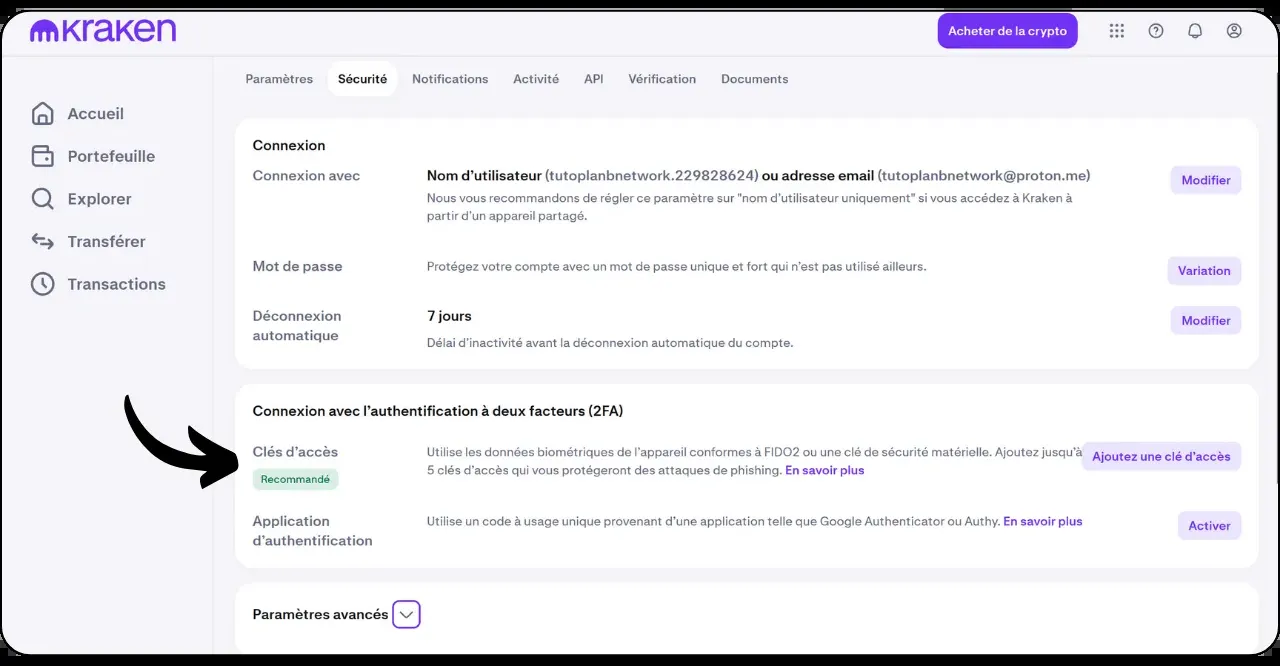 kraken
Acheter de la crypto
Paramètres
Sécurité
Notifications
Activité
API
Vérification
Documents
Accueil
Portefeuille
Explorer
Transférer
Transactions
Connexion
Connexion avec
Nom d’utilisateur (tutoplanbnetwork.229828624) ou adresse email (tutoplanbnetwork@proton.me)
Nous vous recommandons de régler ce paramètre sur "nom d’utilisateur uniquement" si vous accédez à Kraken à
partir d’un appareil partagé.
Modifier
Mot de passe
Protégez votre compte avec un mot de passe unique et fort qui n’est pas utilisé ailleurs.
Variation
Déconnexion
automatique
7 jours
Délai d’inactivité avant la déconnexion automatique du compte.
Modifier
Connexion avec l’authentification à deux facteurs (2FA)
Clés d’accès
Recommandé
Utilise les données biométriques de l’appareil conformes à FIDO2 ou une clé de sécurité matérielle. Ajoutez jusqu’à
5 clés d’accès qui vous protégeront des attaques de phishing. En savoir plus
Ajoutez une clé d’accès
Application
d’authentification
Utilise un code à usage unique provenant d’une application telle que Google Authenticator ou Authy. En savoir plus
Activer
Paramètres avancés